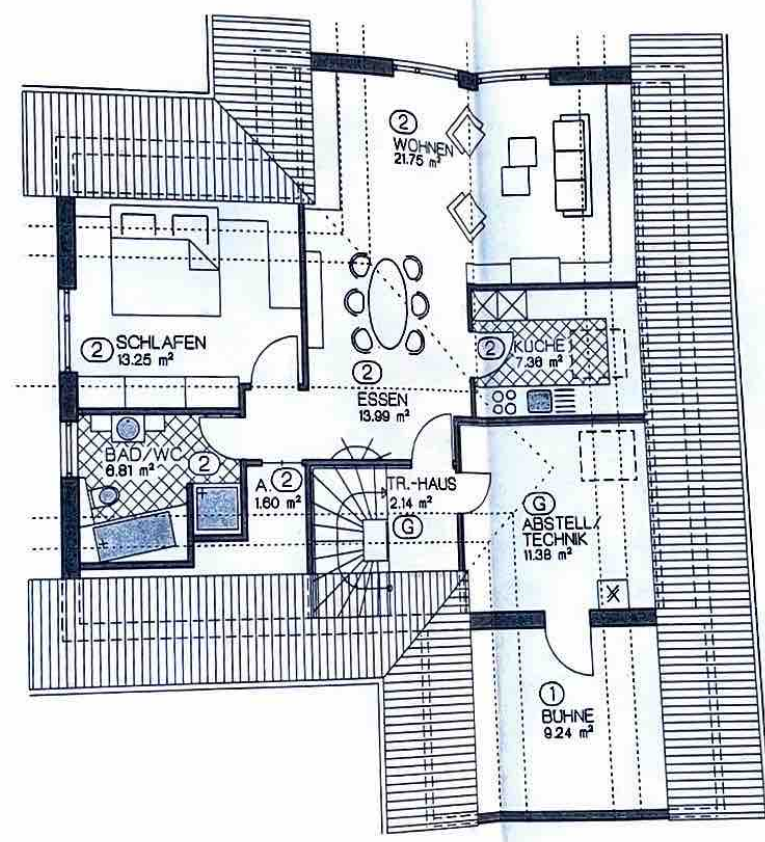 2
WOHNEN
21.75 m²
2 SCHLAFEN
13.25 m²
2
ESSEN
13.99 m²
2 KÜCHE
7.36 m²
BAD/WC
6.81 m²
2
A. 2
1.60 m²
TR.-HAUS
2.14 m²
G
G
ABSTELL/
TECHNIK
11.38 m²
1
BÜHNE
9.24 m²